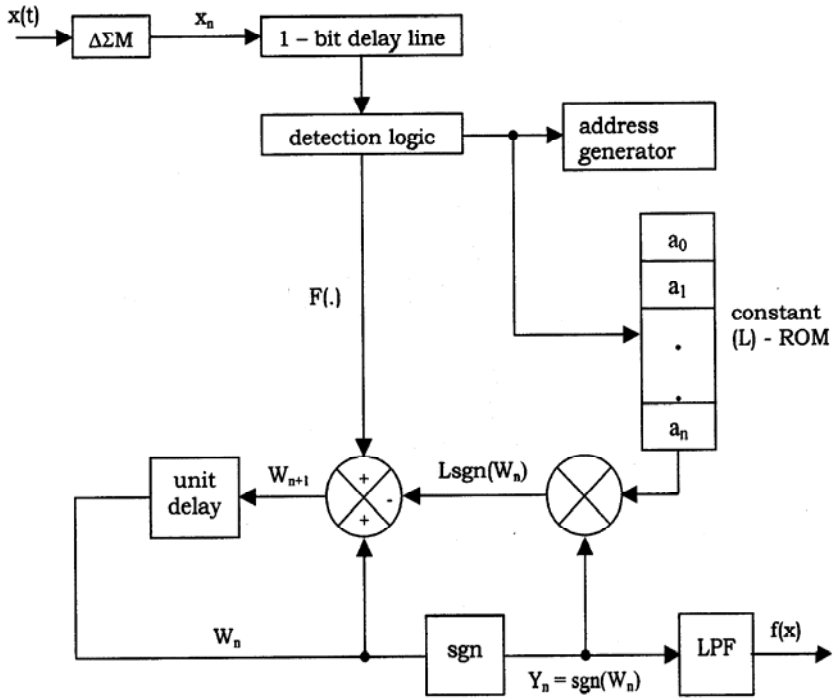 x(t)
ΔΣM
xₙ
1 – bit delay line
detection logic
address
generator
a₀
a₁
.
.
aₙ
constant
(L) - ROM
F(.)
unit
delay
Wₙ₊₁
+
-
+
Lsgn(Wₙ)
Wₙ
sgn
Yₙ = sgn(Wₙ)
LPF
f(x)